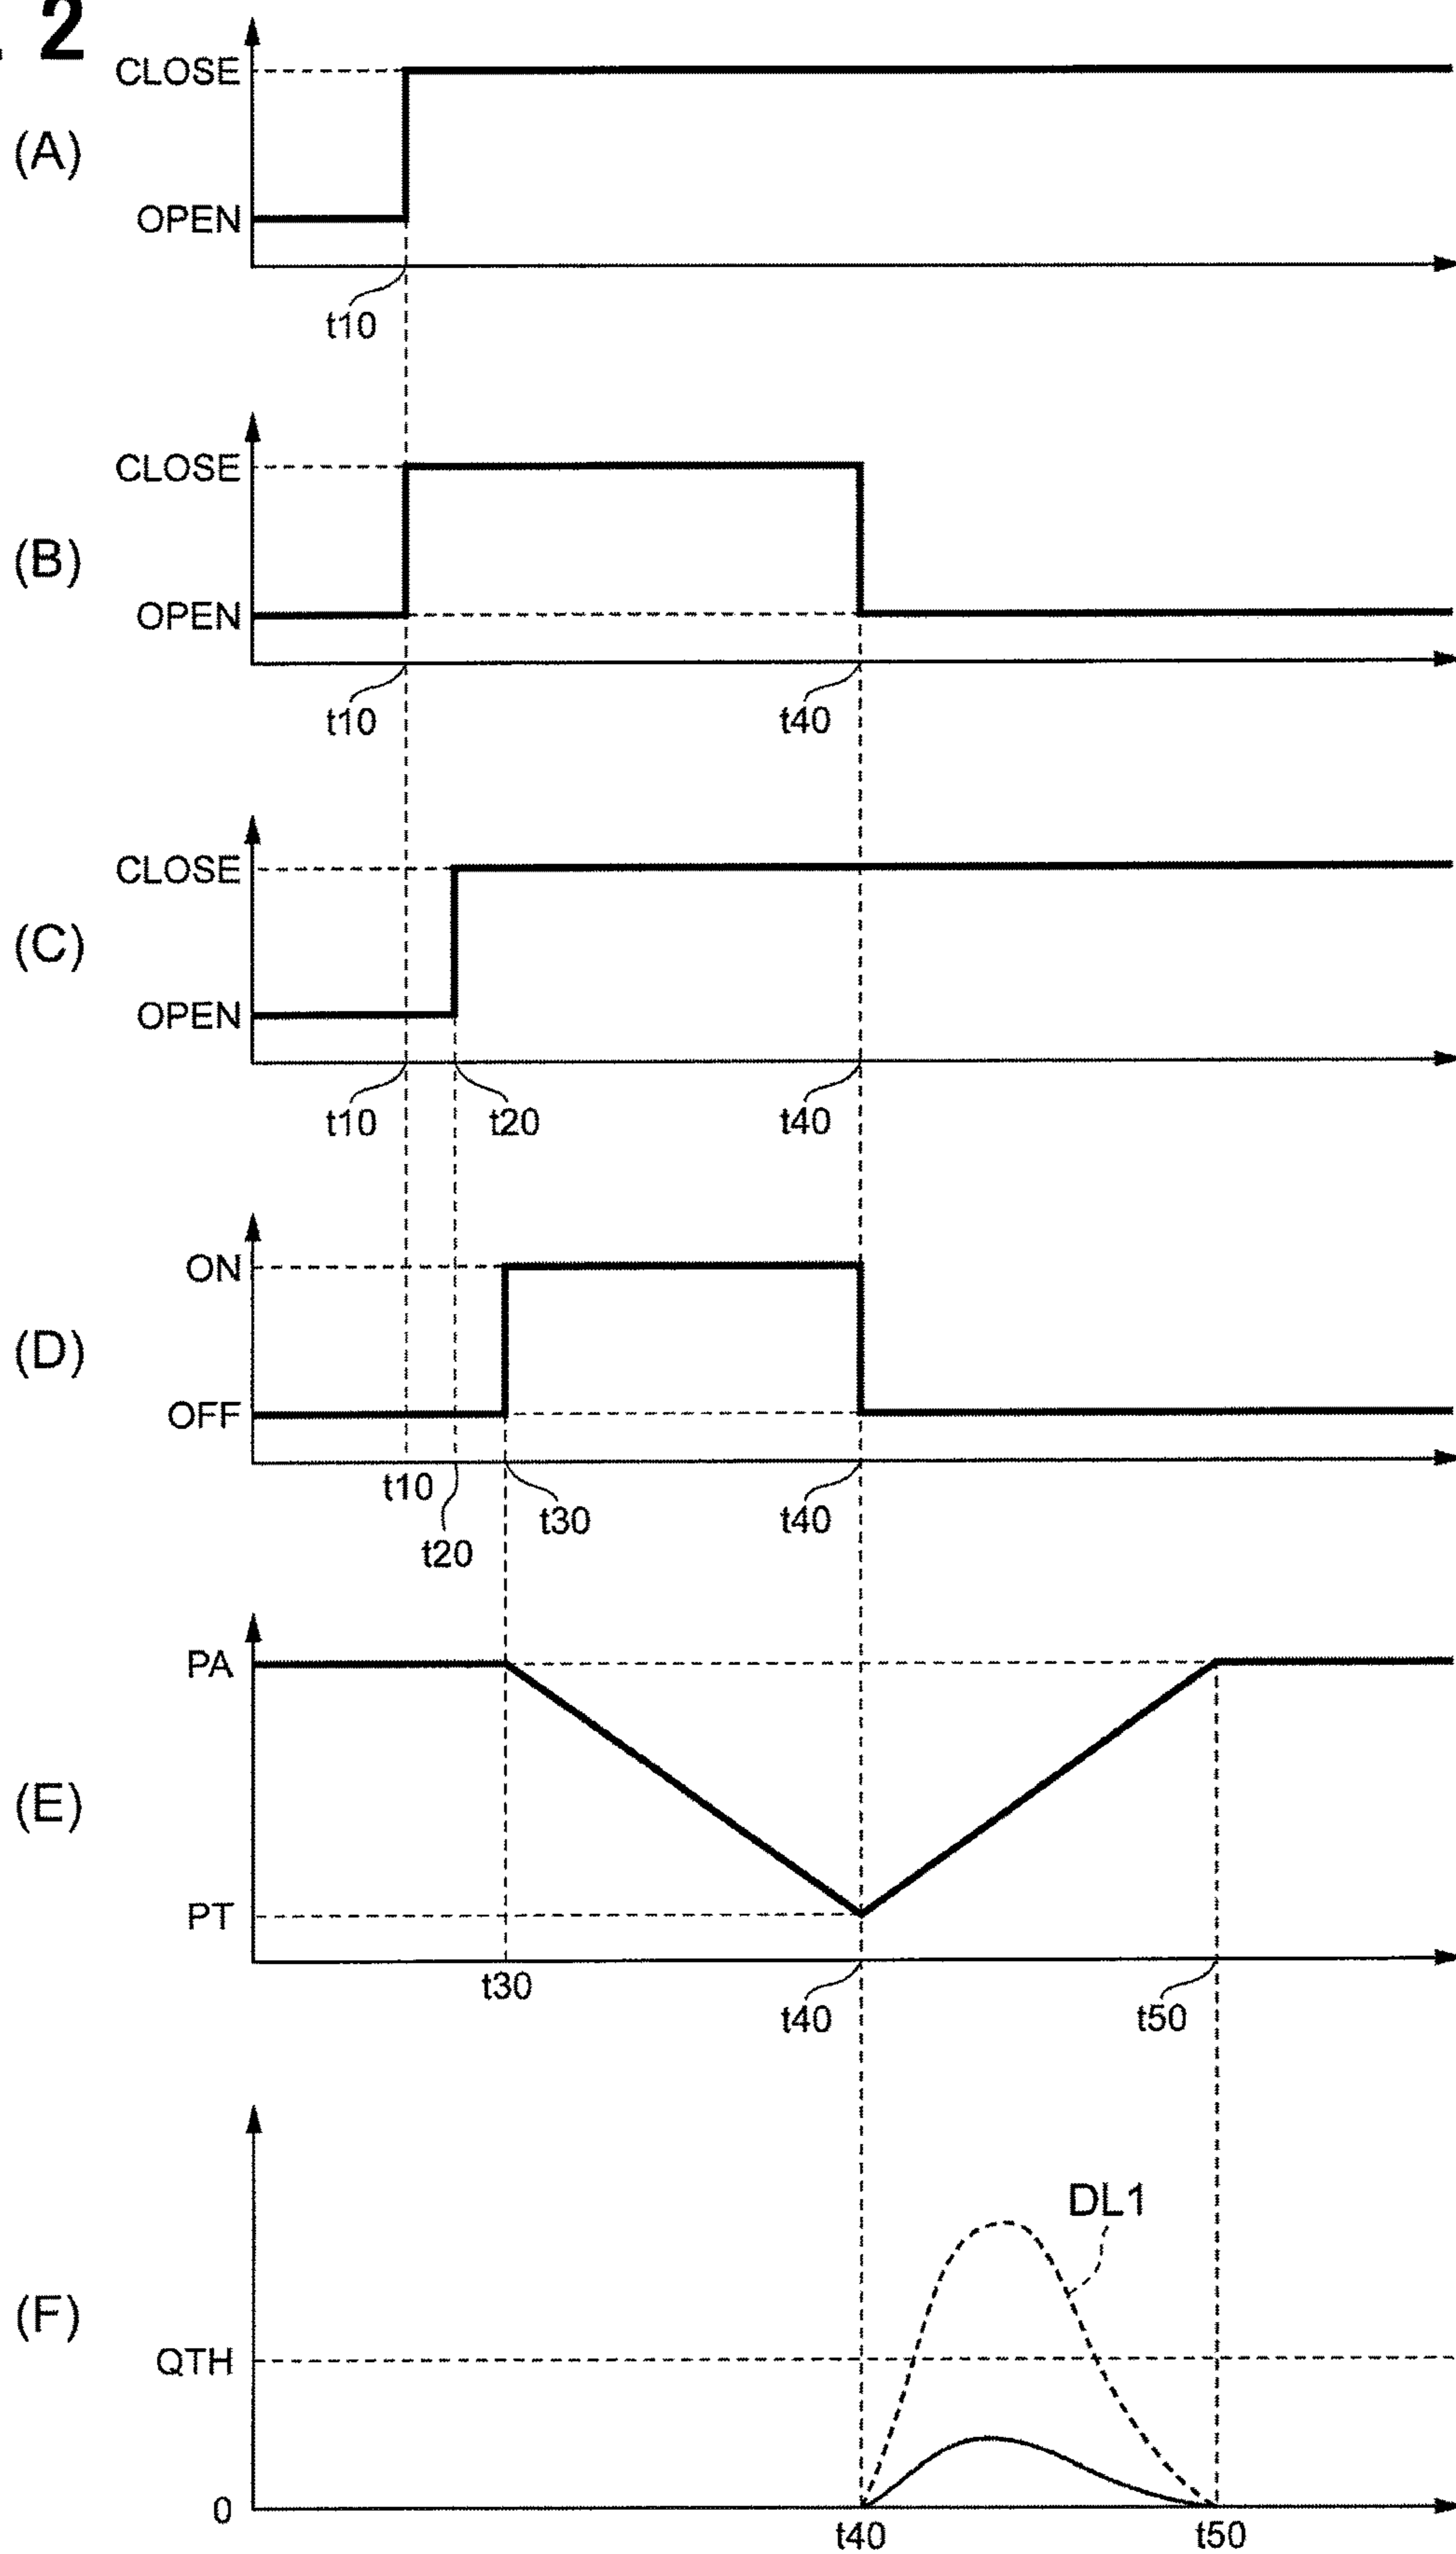 . 2
(A)
CLOSE
OPEN
t10
(B)
CLOSE
OPEN
t10 t40
(C)
CLOSE
OPEN
t10 t20 t40
(D)
ON
OFF
t10 t20 t30 t40
(E)
PA
PT
t30 t40 t50
(F)
DL1
QTH
0
t40 t50